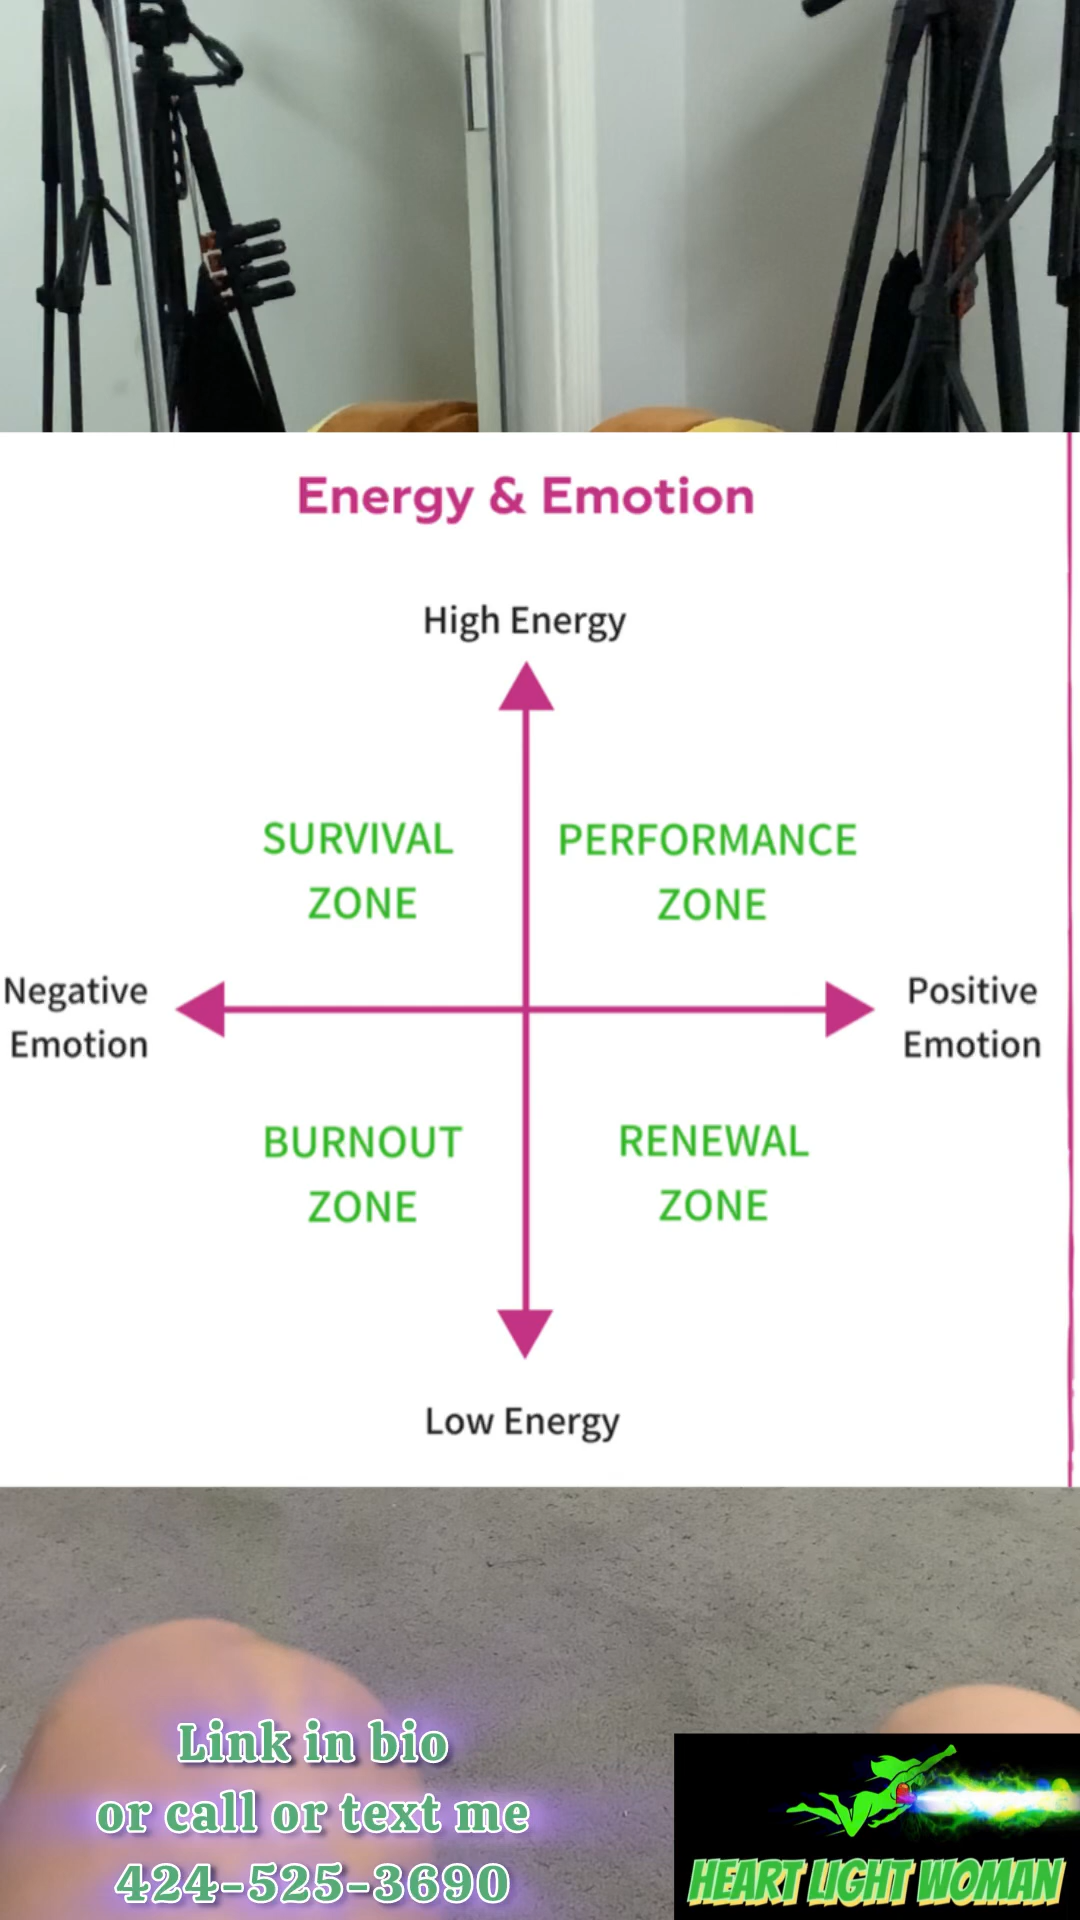 Energy & Emotion
High Energy
SURVIVAL
ZONE
PERFORMANCE
ZONE
Negative
Emotion
Positive
Emotion
BURNOUT
ZONE
RENEWAL
ZONE
Low Energy
Link in bio
or call or text me
424-525-3690
HEART LIGHT WOMAN